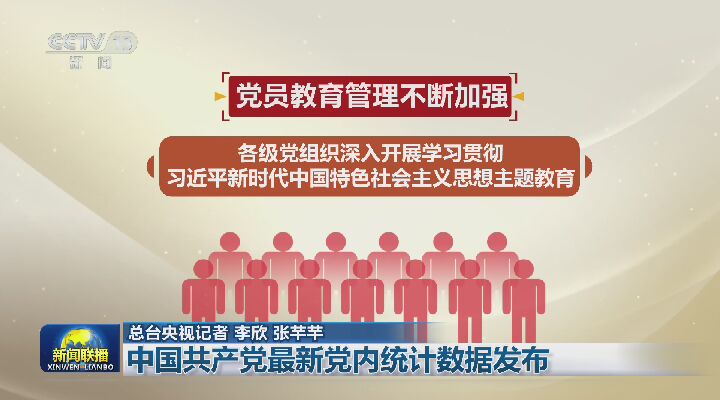 CCTV 13
新闻
党员教育管理不断加强
各级党组织深入开展学习贯彻
习近平新时代中国特色社会主义思想主题教育
总台央视记者 李欣 张芊芊
新闻联播
XINWEN LIANBO
中国共产党最新党内统计数据发布